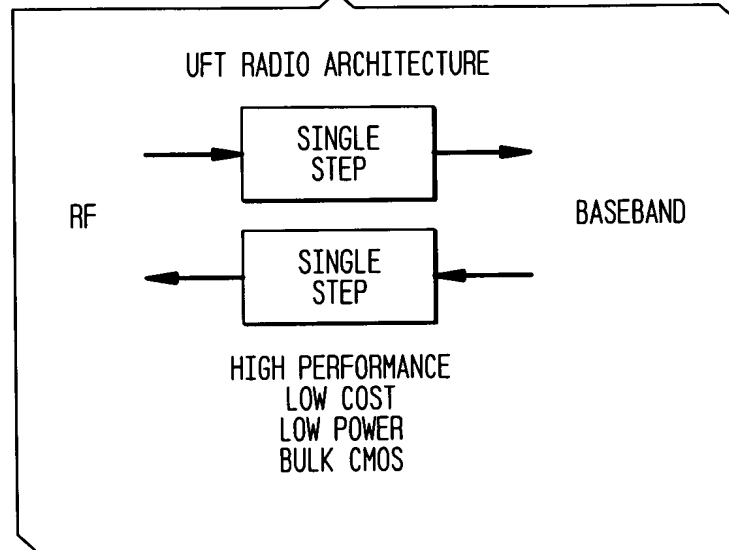 UFT RADIO ARCHITECTURE
SINGLE
STEP
RF
BASEBAND
SINGLE
STEP
HIGH PERFORMANCE
LOW COST
LOW POWER
BULK CMOS